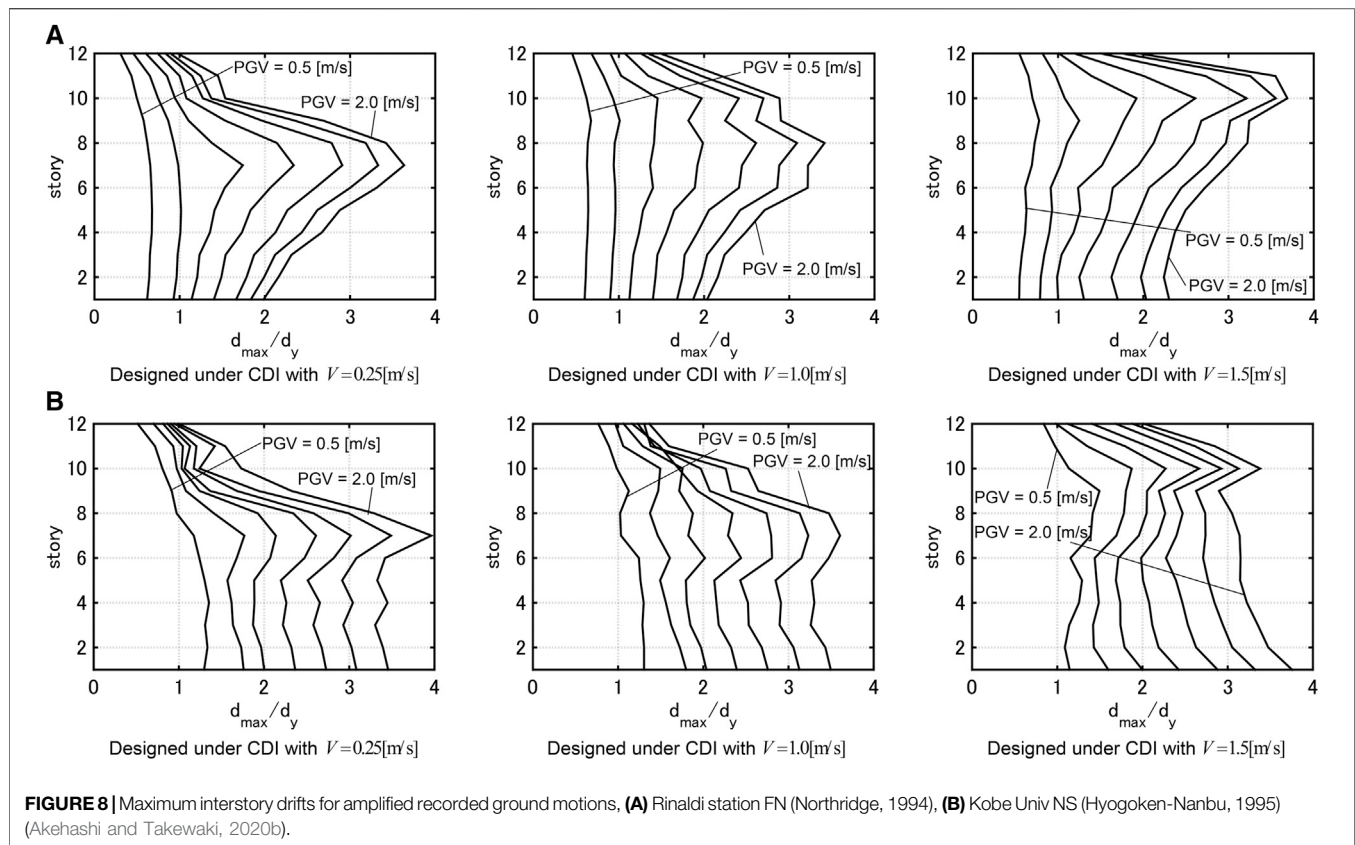 A
12
10
8
6
4
2
story
PGV = 0.5 [m/s]
PGV = 2.0 [m/s]
0 1 2 3 4
d_max/d_y
Designed under CDI with V=0.25[m/s]
12
10
8
6
4
2
story
PGV = 0.5 [m/s]
PGV = 2.0 [m/s]
0 1 2 3 4
d_max/d_y
Designed under CDI with V=1.0[m/s]
12
10
8
6
4
2
story
PGV = 0.5 [m/s]
PGV = 2.0 [m/s]
0 1 2 3 4
d_max/d_y
Designed under CDI with V=1.5[m/s]
B
12
10
8
6
4
2
story
PGV = 0.5 [m/s]
PGV = 2.0 [m/s]
0 1 2 3 4
d_max/d_y
Designed under CDI with V=0.25[m/s]
12
10
8
6
4
2
story
PGV = 0.5 [m/s]
PGV = 2.0 [m/s]
0 1 2 3 4
d_max/d_y
Designed under CDI with V=1.0[m/s]
12
10
8
6
4
2
story
PGV = 0.5 [m/s]
PGV = 2.0 [m/s]
0 1 2 3 4
d_max/d_y
Designed under CDI with V=1.5[m/s]
FIGURE 8 | Maximum interstory drifts for amplified recorded ground motions, (A) Rinaldi station FN (Northridge, 1994), (B) Kobe Univ NS (Hyogoken-Nanbu, 1995)
(Akehashi and Takewaki, 2020b).